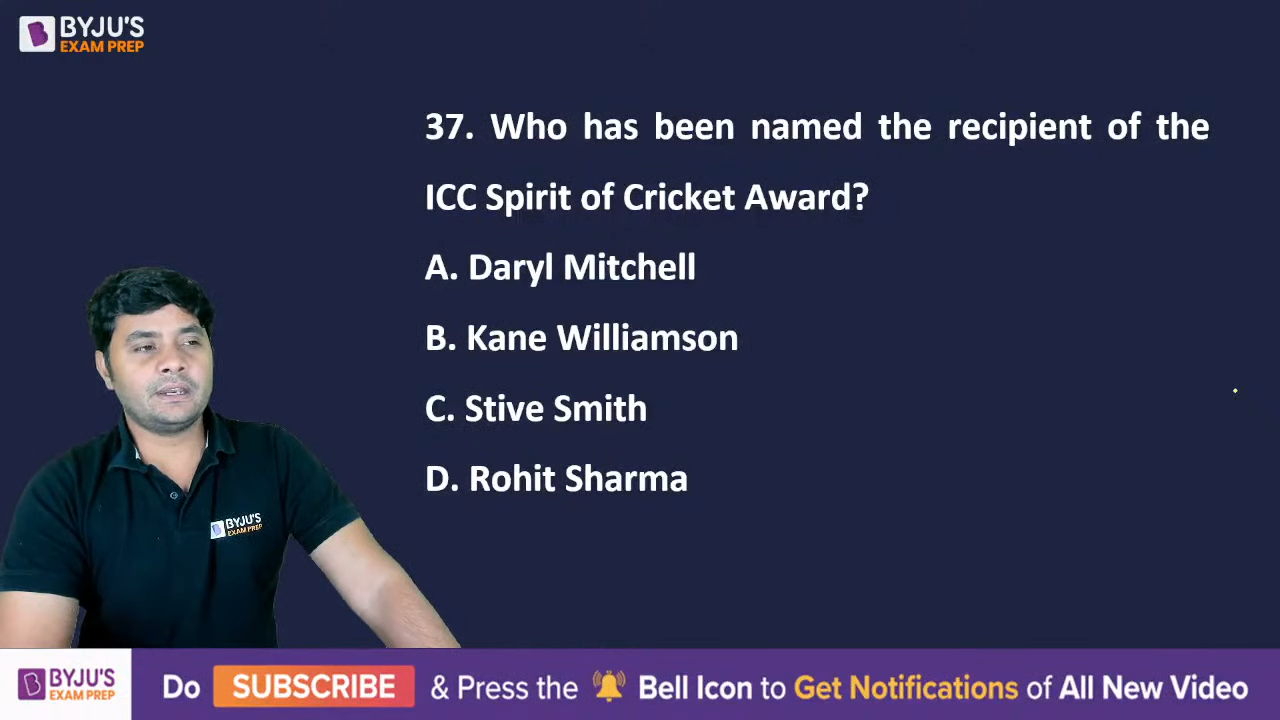 BYJU'S
EXAM PREP
37. Who has been named the recipient of the
ICC Spirit of Cricket Award?
A. Daryl Mitchell
B. Kane Williamson
C. Stive Smith
D. Rohit Sharma
BYJU'S
EXAM PREP
BYJU'S
EXAM PREP
Do SUBSCRIBE & Press the Bell Icon to Get Notifications of All New Video